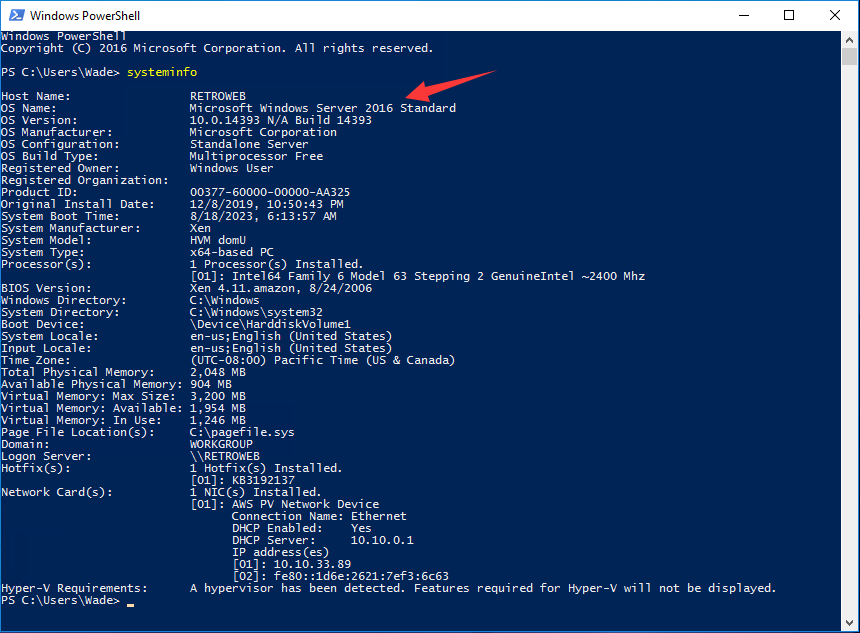 Windows PowerShell
Windows PowerShell
Copyright (C) 2016 Microsoft Corporation. All rights reserved.
PS C:\Users\Wade> systeminfo
Host Name:                 RETROWEB
OS Name:                   Microsoft Windows Server 2016 Standard
OS Version:                10.0.14393 N/A Build 14393
OS Manufacturer:           Microsoft Corporation
OS Configuration:          Standalone Server
OS Build Type:             Multiprocessor Free
Registered Owner:          Windows User
Registered Organization:
Product ID:                00377-60000-00000-AA325
Original Install Date:     12/8/2019, 10:50:43 PM
System Boot Time:          8/18/2023, 6:13:57 AM
System Manufacturer:       Xen
System Model:              HVM domU
System Type:               x64-based PC
Processor(s):              1 Processor(s) Installed.
                           [01]: Intel64 Family 6 Model 63 Stepping 2 GenuineIntel ~2400 Mhz
BIOS Version:              Xen 4.11.amazon, 8/24/2006
Windows Directory:         C:\Windows
System Directory:          C:\Windows\system32
Boot Device:               \Device\HarddiskVolume1
System Locale:             en-us;English (United States)
Input Locale:              en-us;English (United States)
Time Zone:                 (UTC-08:00) Pacific Time (US & Canada)
Total Physical Memory:     2,048 MB
Available Physical Memory: 904 MB
Virtual Memory: Max Size:  3,200 MB
Virtual Memory: Available: 1,954 MB
Virtual Memory: In Use:    1,246 MB
Page File Location(s):     C:\pagefile.sys
Domain:                    WORKGROUP
Logon Server:              \\RETROWEB
Hotfix(s):                 1 Hotfix(s) Installed.
                           [01]: KB3192137
Network Card(s):           1 NIC(s) Installed.
                           [01]: AWS PV Network Device
                                 Connection Name: Ethernet
                                 DHCP Enabled:    Yes
                                 DHCP Server:     10.10.0.1
                                 IP address(es)
                                 [01]: 10.10.33.89
                                 [02]: fe80::1d6e:2621:7ef3:6c63
Hyper-V Requirements:      A hypervisor has been detected. Features required for Hyper-V will not be displayed.
PS C:\Users\Wade> _